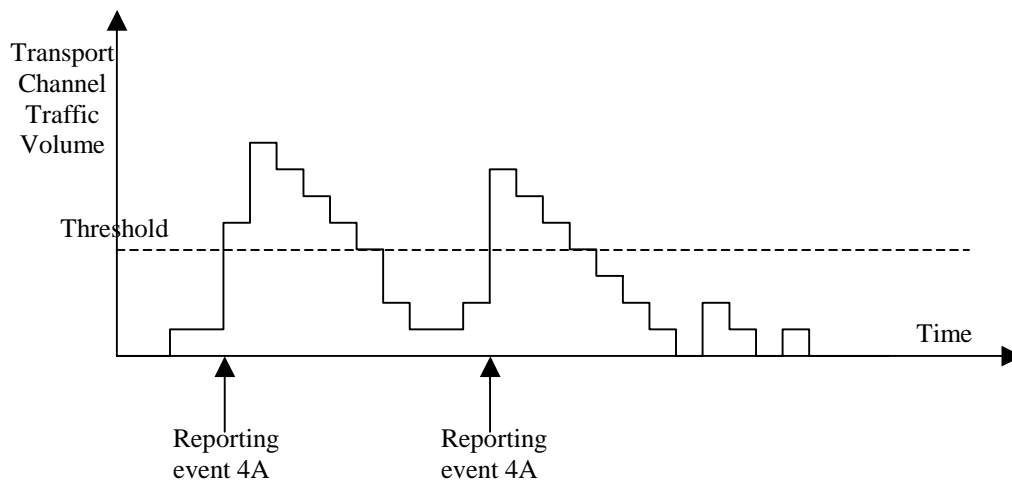 Transport
Channel
Traffic
Volume
Threshold
Time
Reporting
event 4A
Reporting
event 4A